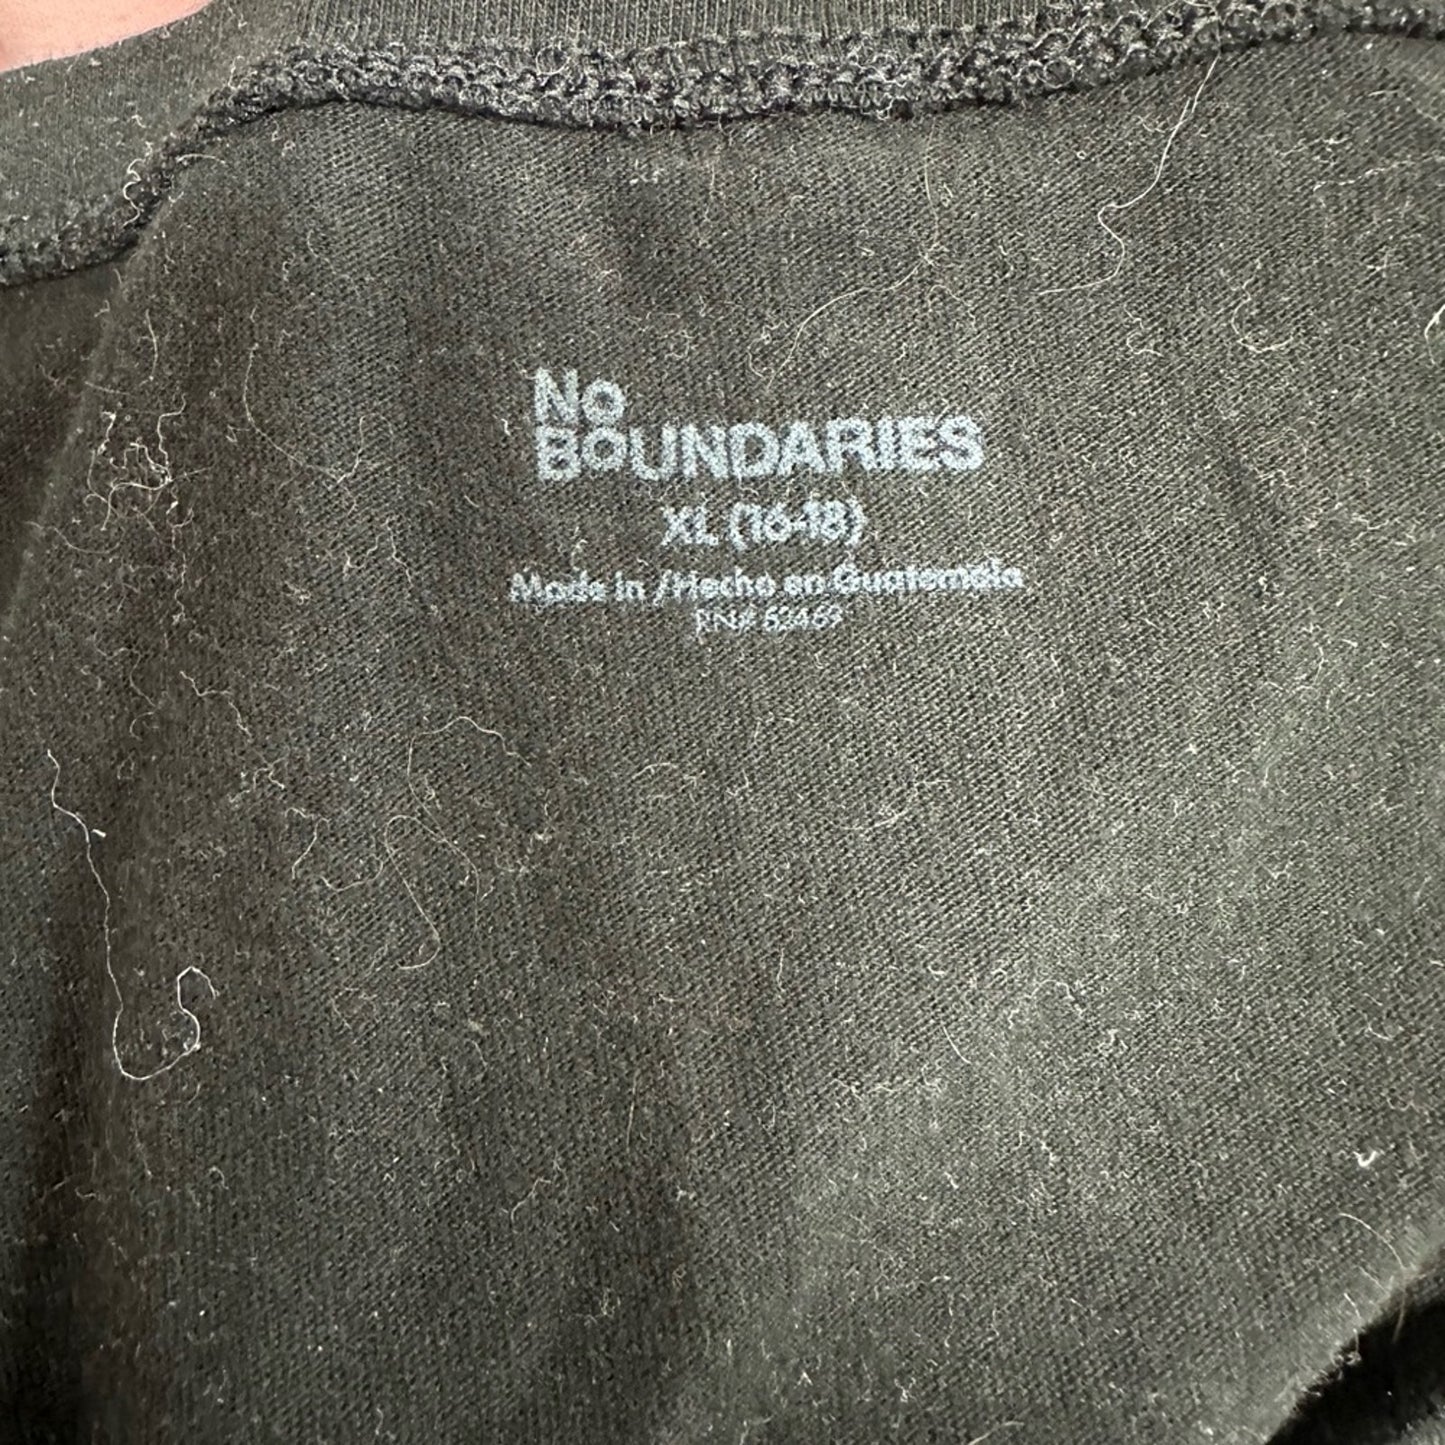 No
BoUNDARIES
XL (16-18)
Made in /Hecho en Guatemala
RN# 52469